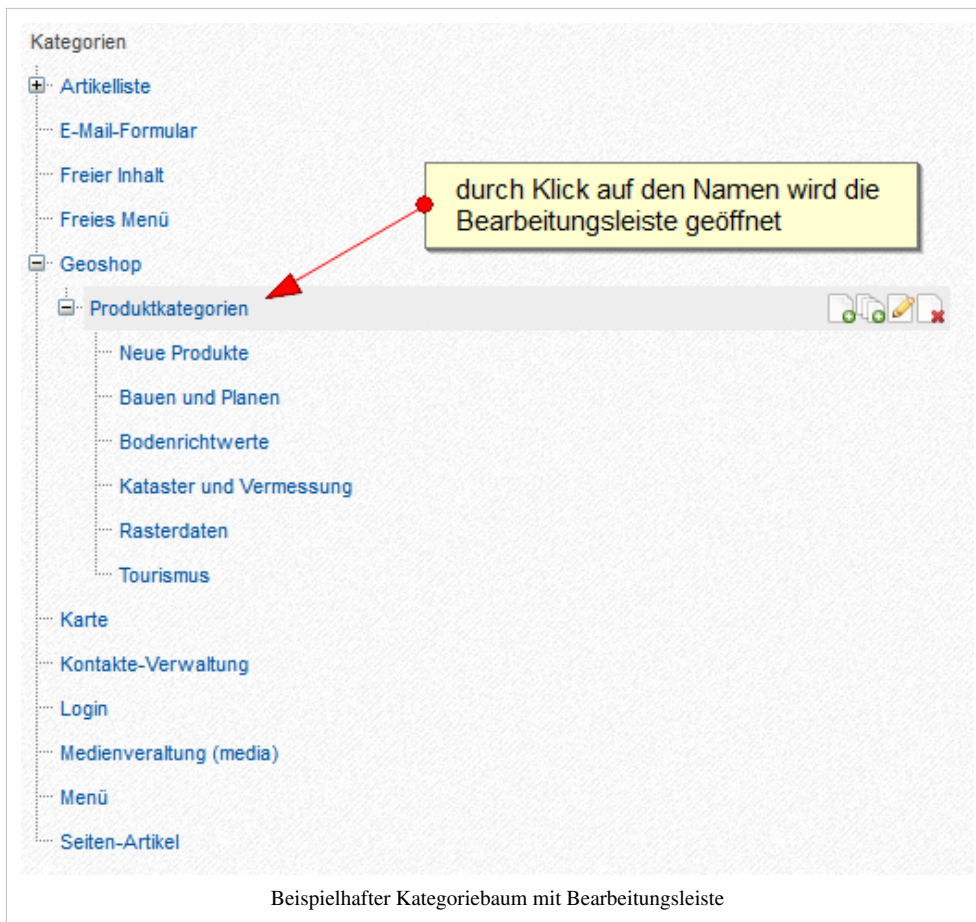 Kategorien
Artikelliste
E-Mail-Formular
Freier Inhalt
durch Klick auf den Namen wird die
Bearbeitungsleiste geöffnet
Freies Menü
Geoshop
Produktkategorien
Neue Produkte
Bauen und Planen
Bodenrichtwerte
Kataster und Vermessung
Rasterdaten
Tourismus
Karte
Kontakte-Verwaltung
Login
Medienveraltung (media)
Menü
Seiten-Artikel
Beispielhafter Kategoriebaum mit Bearbeitungsleiste